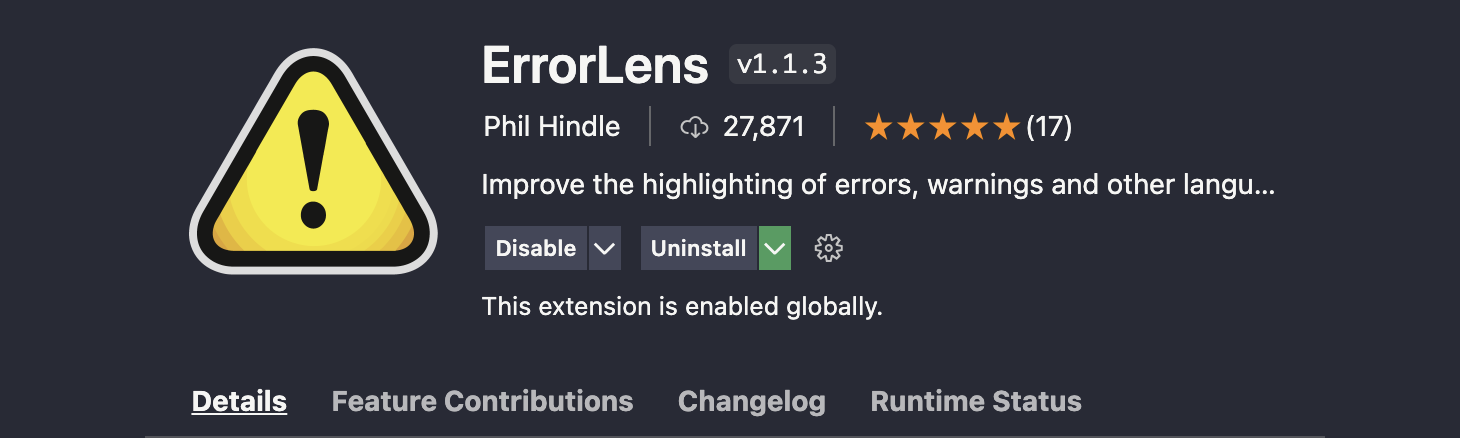 ErrorLens v1.1.3
Phil Hindle 27,871 (17)
Improve the highlighting of errors, warnings and other langu...
Disable Uninstall
This extension is enabled globally.
Details Feature Contributions Changelog Runtime Status